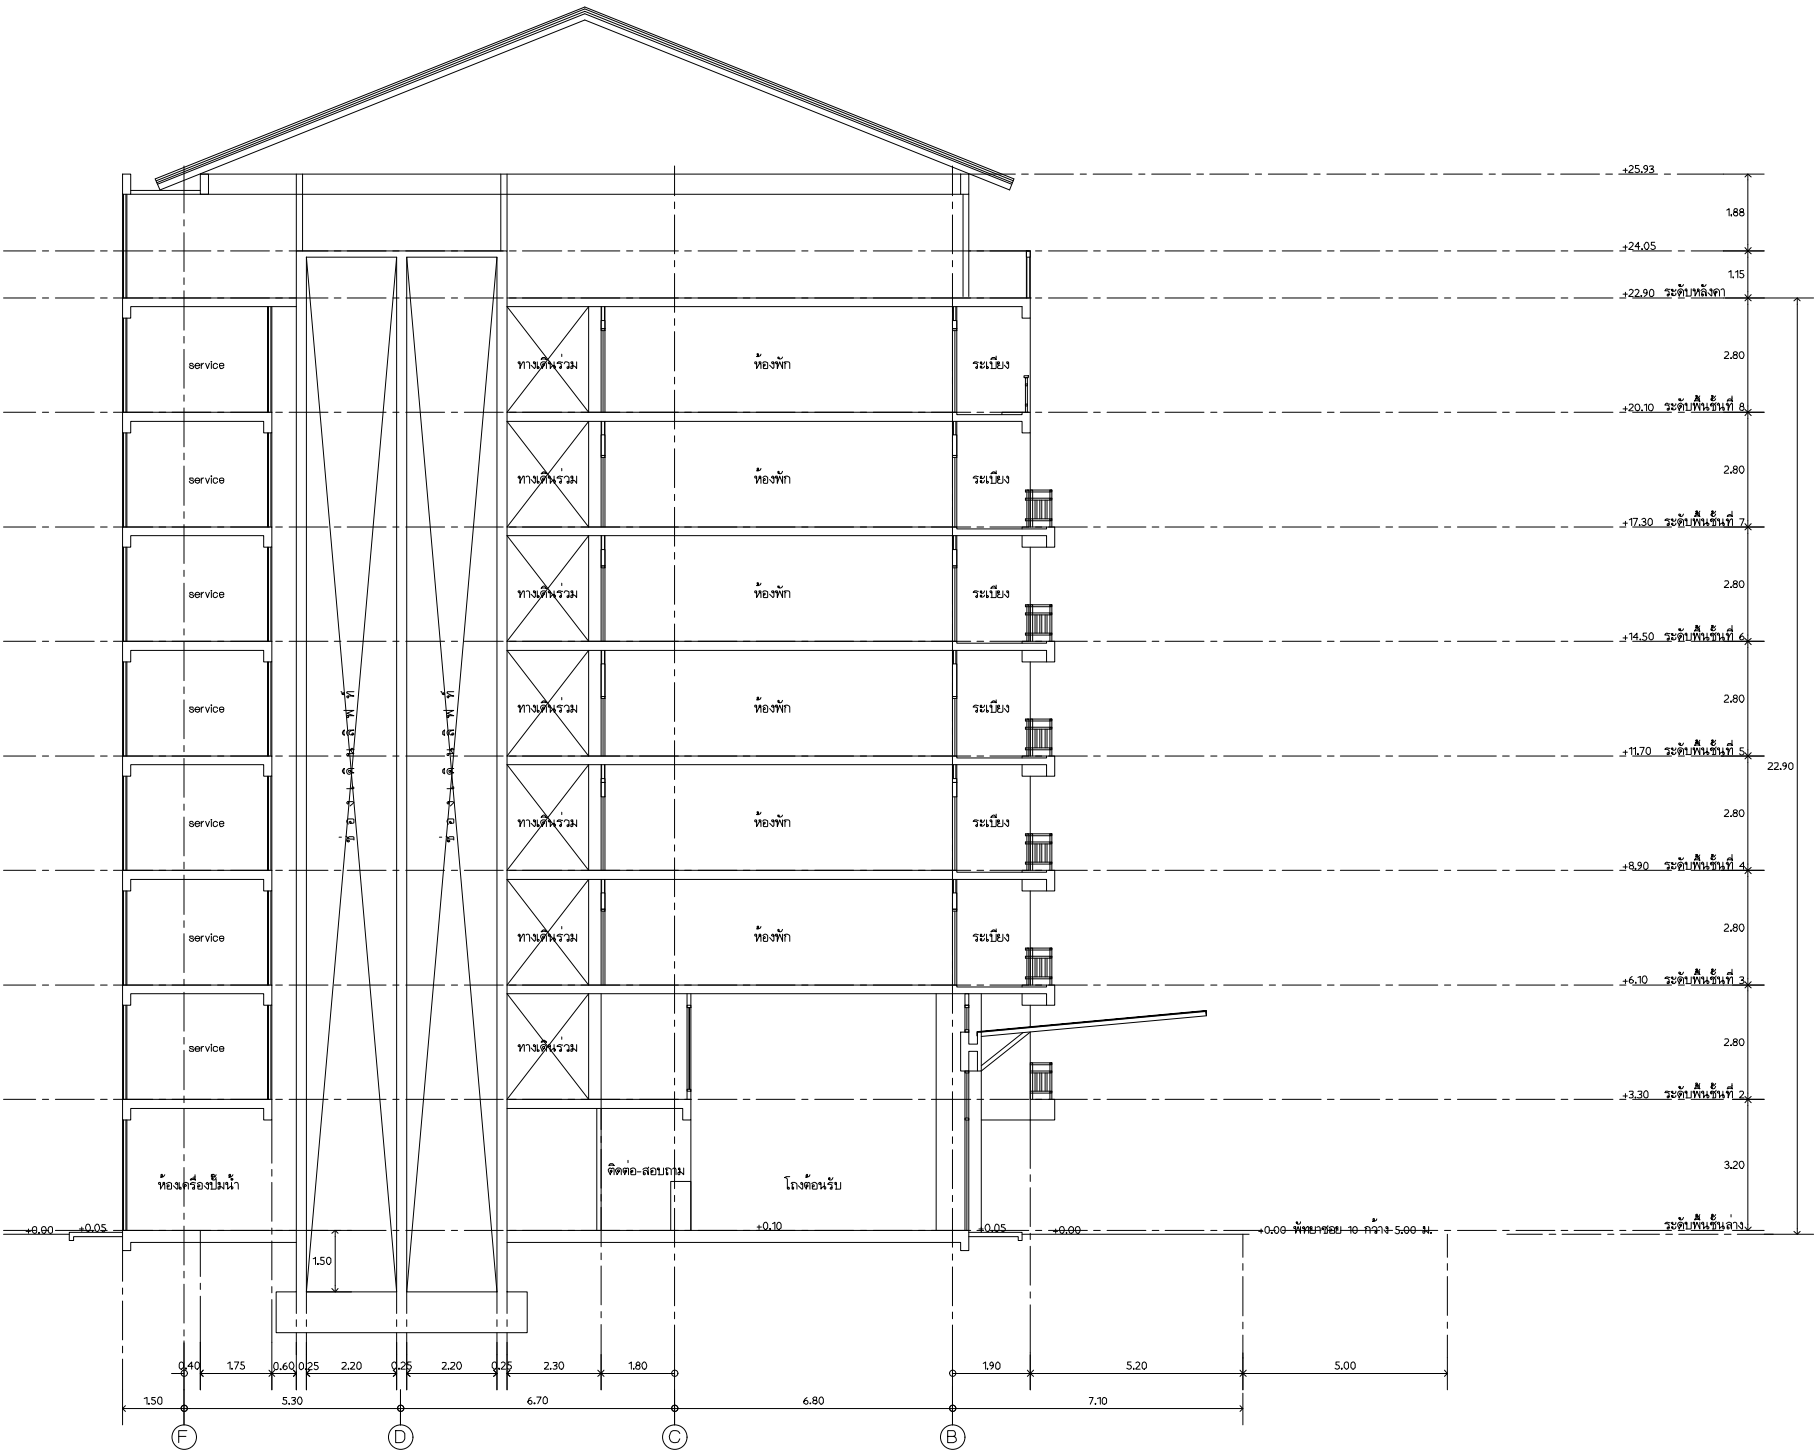 +25.93
1.88
+24.05
1.15
+22.90 ระดับหลังคา
service ทางเดินร่วม ห้องพัก ระเบียง 2.80
+20.10 ระดับพื้นชั้นที่ 8
service ทางเดินร่วม ห้องพัก ระเบียง 2.80
+17.30 ระดับพื้นชั้นที่ 7
service ทางเดินร่วม ห้องพัก ระเบียง 2.80
+14.50 ระดับพื้นชั้นที่ 6
ช่องเดินลิฟท์ ช่องเดินลิฟท์
service ทางเดินร่วม ห้องพัก ระเบียง 2.80
+11.70 ระดับพื้นชั้นที่ 5
22.90
service ทางเดินร่วม ห้องพัก ระเบียง 2.80
+8.90 ระดับพื้นชั้นที่ 4
service ทางเดินร่วม ห้องพัก ระเบียง 2.80
+6.10 ระดับพื้นชั้นที่ 3
service ทางเดินร่วม 2.80
+3.30 ระดับพื้นชั้นที่ 2
ห้องเครื่องปั๊มน้ำ ติดต่อ-สอบถาม โถงต้อนรับ 3.20
+0.00 +0.05 +0.10 +0.05 +0.00 +0.00 พัทยาซอย 10 กว้าง 5.00 ม. ระดับพื้นชั้นล่าง
1.50
0.40 1.75 0.60 0.25 2.20 0.25 2.20 0.25 2.30 1.80 1.90 5.20 5.00
1.50 5.30 6.70 6.80 7.10
F D C B